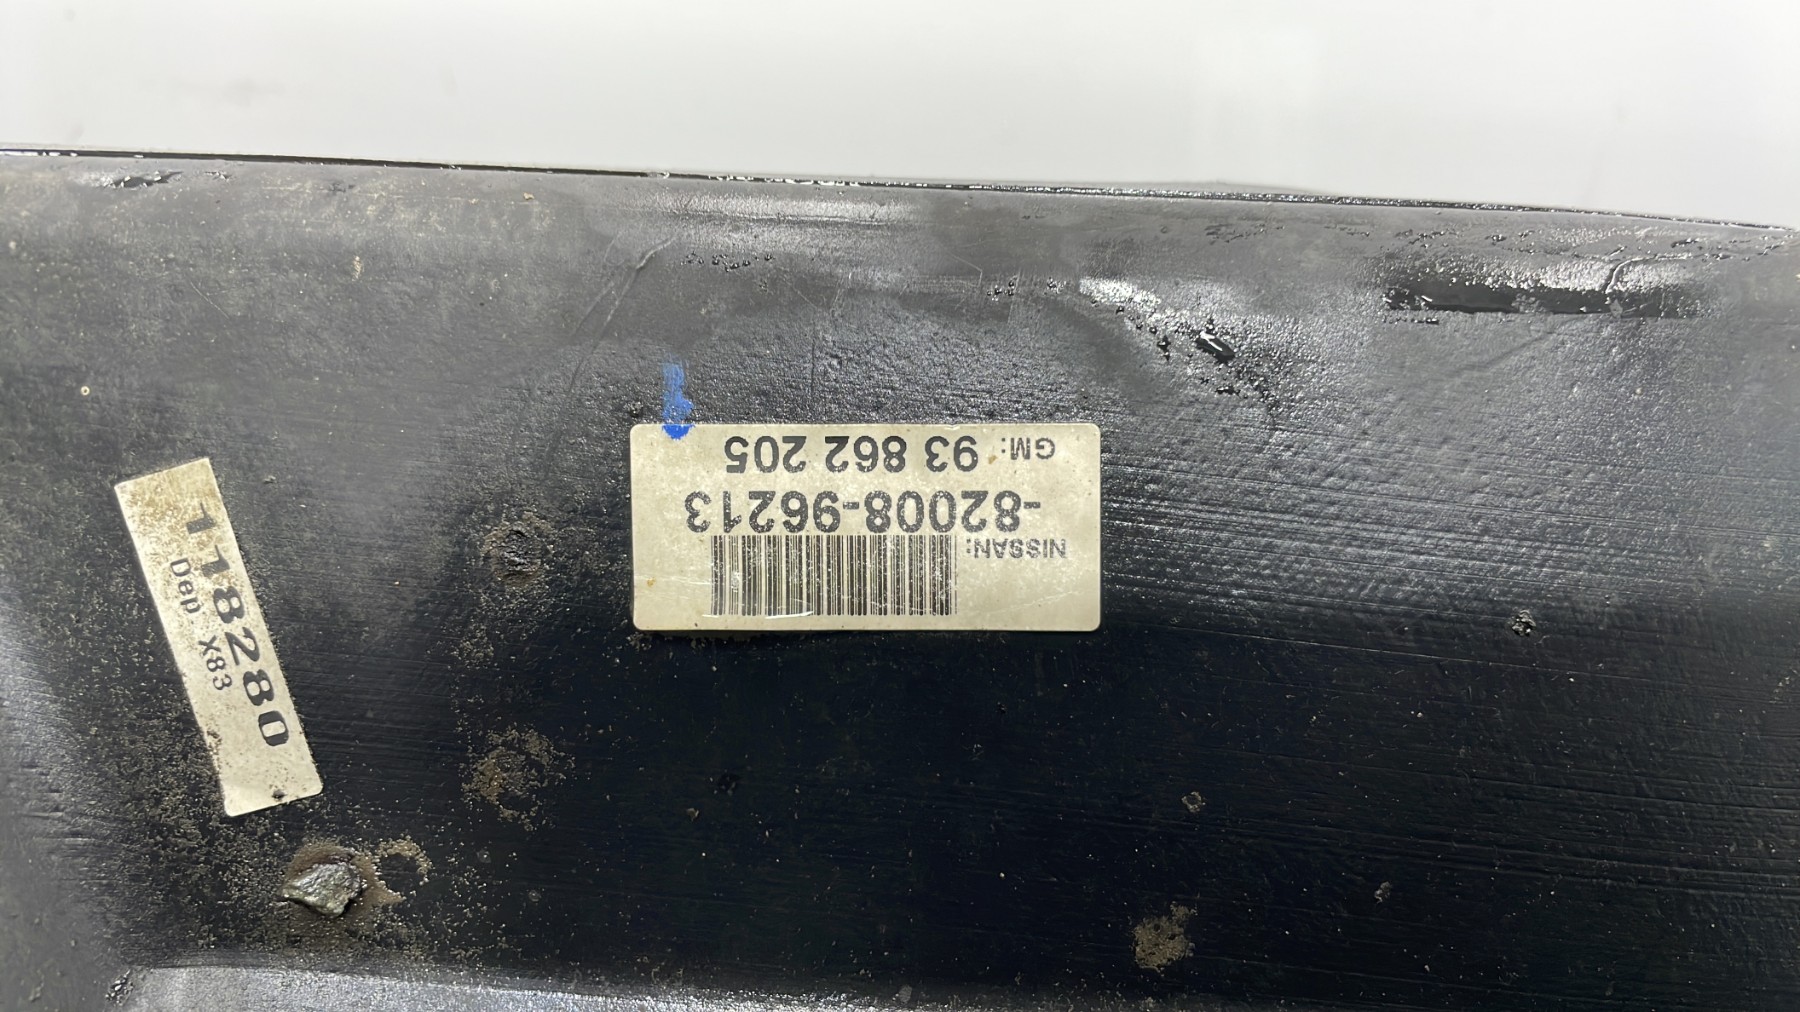 NISSAN:
-82008-96213
GM: 93 862 205
118280
Dep X83